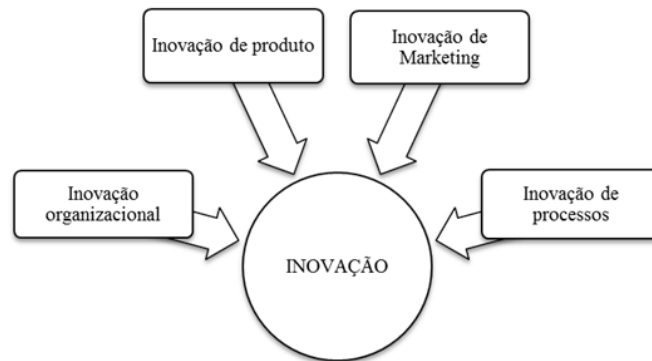 Inovação de produto
Inovação de
Marketing
Inovação
organizacional
Inovação de
processos
INOVAÇÃO